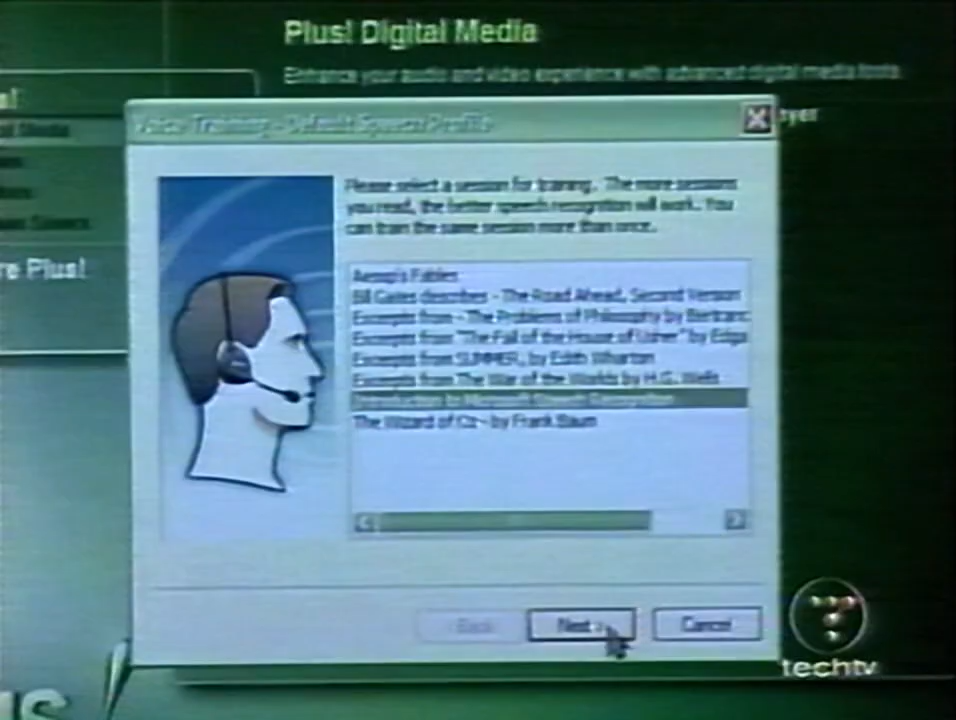 Plus! Digital Media
Enhance your audio and video experience with advanced digital media tools.
Voice Training - Default Speech Profile
yer
Please select a session for training. The more sessions
you read, the better speech recognition will work. You
can train the same session more than once.
re Plus!
Aesop's Fables
Bill Gates describes - The Road Ahead, Second Version
Excerpts from - The Problems of Philosophy by Bertranc
Excerpts from "The Fall of the House of Usher" by Edga
Excerpts from SUMMER, by Edith Wharton
Excerpts from The War of the Worlds by H.G. Wells
Introduction to Microsoft Speech Recognition
The Wizard of Oz - by Frank Baum
< Back
Next >
Cancel
techtv
us!